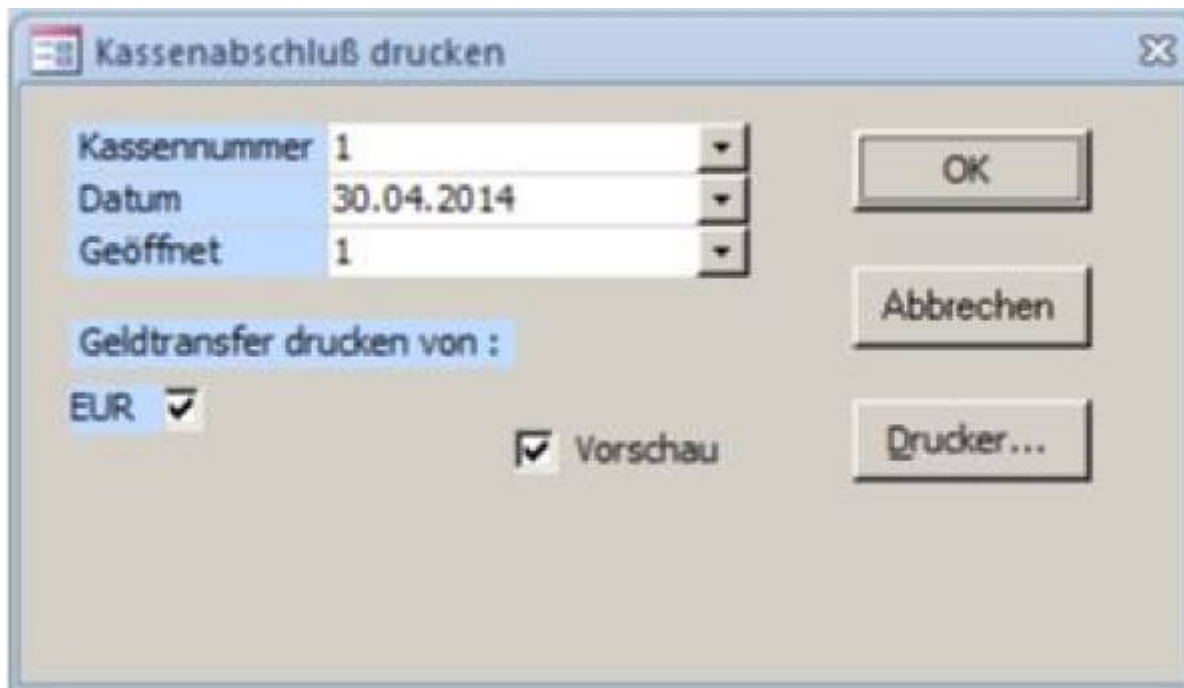 Kassenabschluß drucken
Kassennummer 1
Datum 30.04.2014
Geöffnet 1
Geldtransfer drucken von :
EUR
Vorschau
OK
Abbrechen
Drucker...